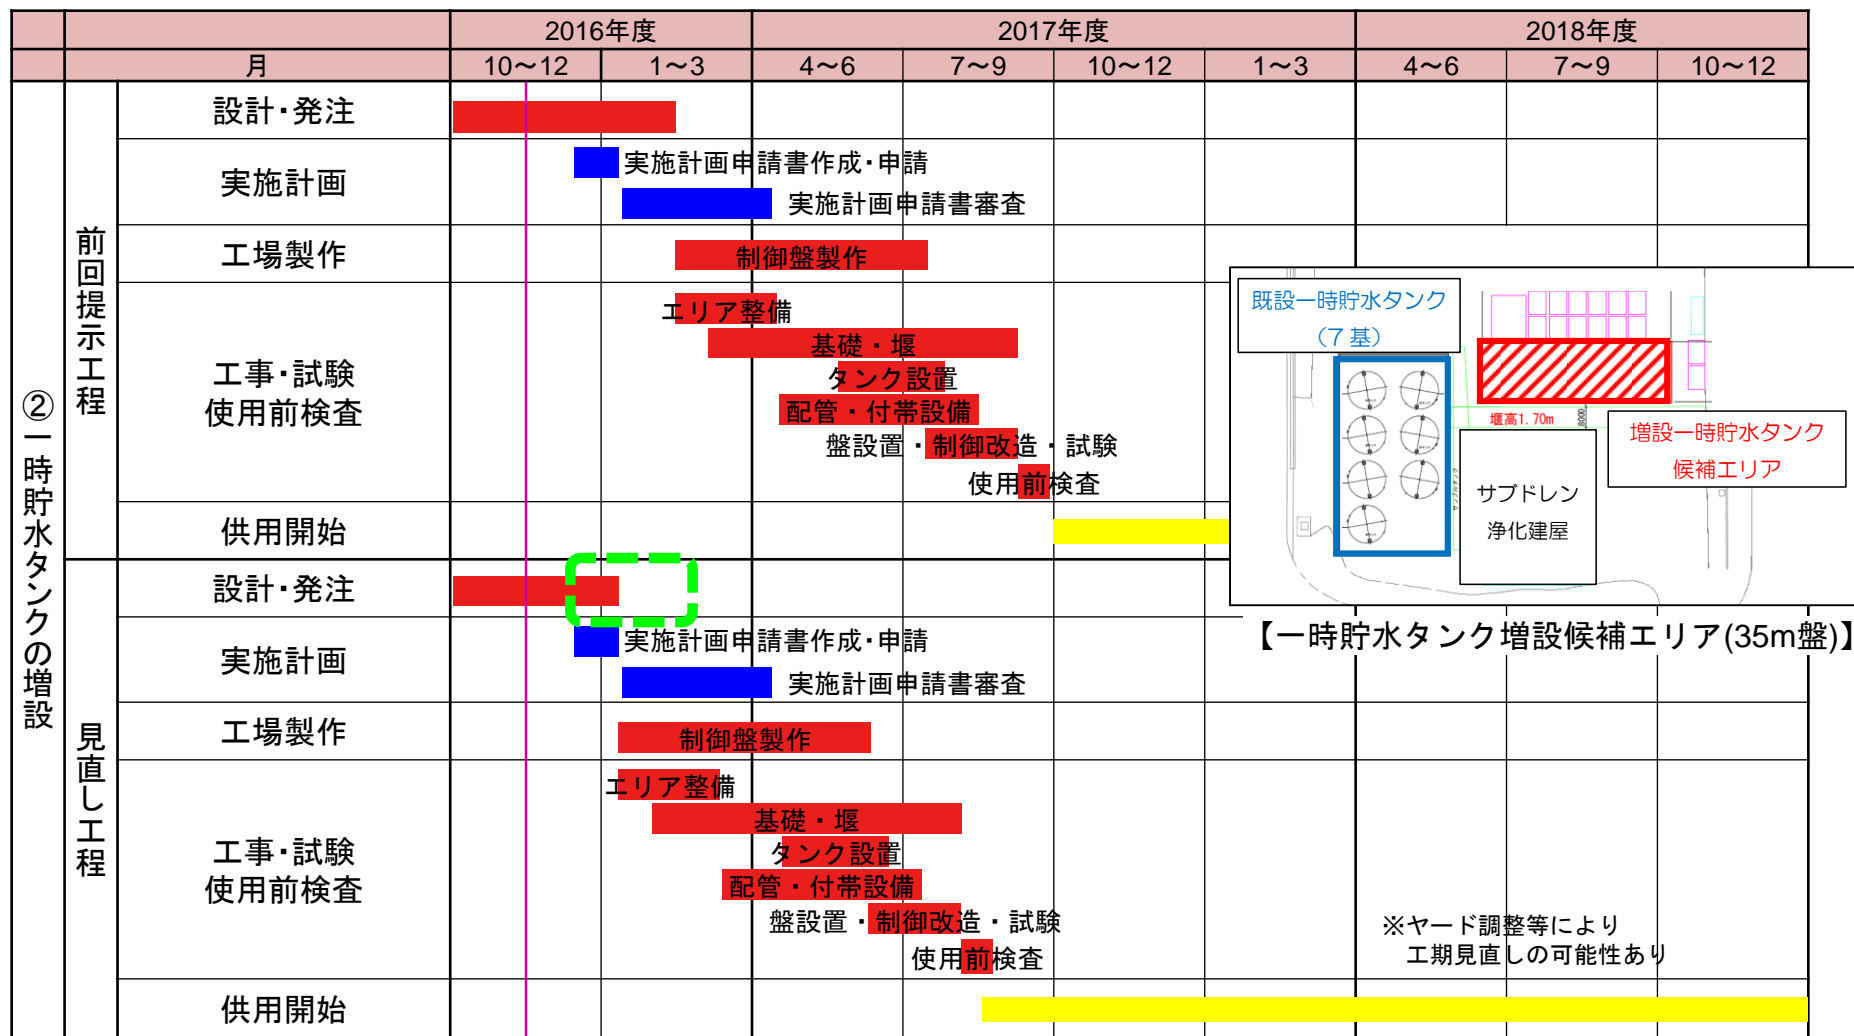 2016年度
2017年度
2018年度
月
10～12
1～3
4～6
7～9
10～12
1～3
4～6
7～9
10～12
②一時貯水タンクの増設
前回提示工程
設計・発注
実施計画
実施計画申請書作成・申請
実施計画申請書審査
工場製作
制御盤製作
工事・試験
使用前検査
エリア整備
基礎・堰
タンク設置
配管・付帯設備
盤設置・制御改造・試験
使用前検査
供用開始
既設一時貯水タンク
（７基）
堰高1.70m
8000
増設一時貯水タンク
候補エリア
サブドレン
浄化建屋
【一時貯水タンク増設候補エリア(35m盤)】
見直し工程
設計・発注
実施計画
実施計画申請書作成・申請
実施計画申請書審査
工場製作
制御盤製作
工事・試験
使用前検査
エリア整備
基礎・堰
タンク設置
配管・付帯設備
盤設置・制御改造・試験
使用前検査
※ヤード調整等により
工期見直しの可能性あり
供用開始